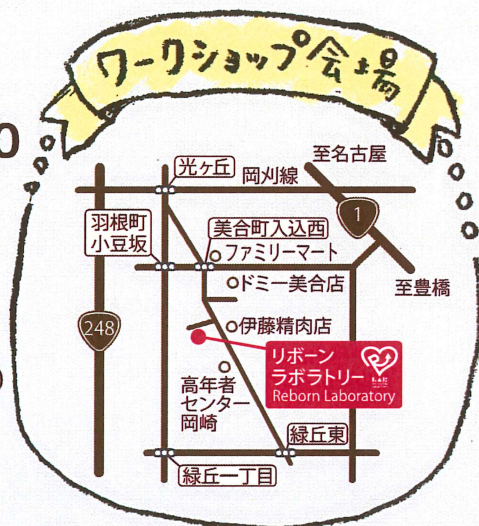 ワークショップ会場
0
至名古屋
光ヶ丘
岡刈線
1
羽根町
小豆坂
美合町入込西
ファミリーマート
ドミー美合店
至豊橋
248
伊藤精肉店
リボーン
ラボラトリー
Reborn Laboratory
高年者
センター
岡崎
緑丘東
緑丘一丁目